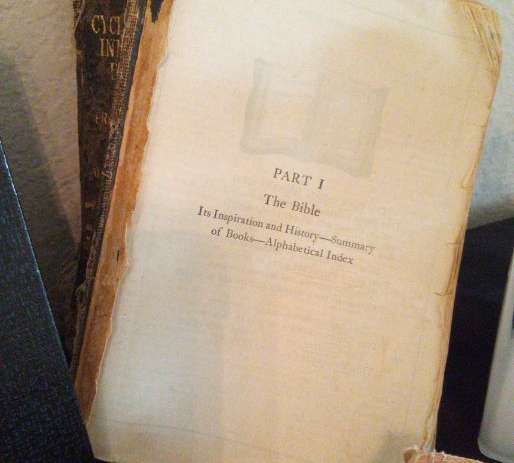 PART I
The Bible
Its Inspiration and History—Summary
of Books—Alphabetical Index